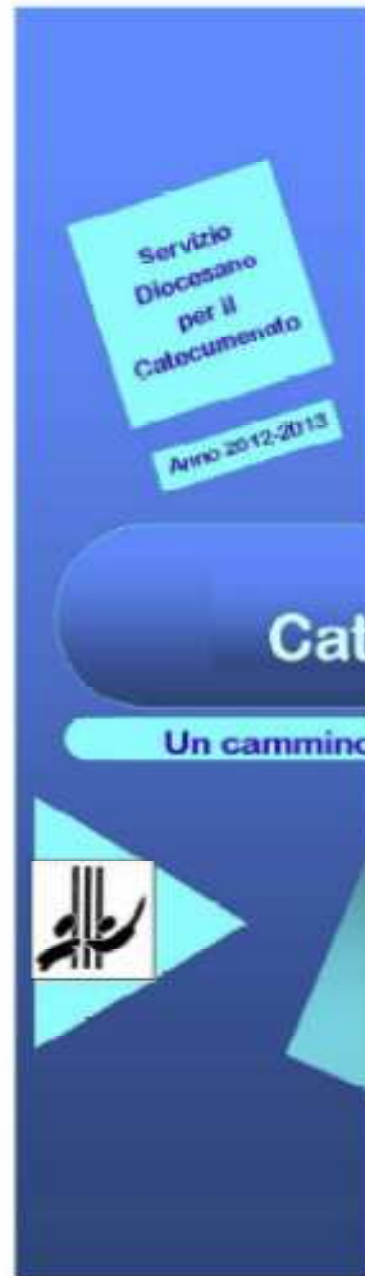 Servizio
Diocesano
per il
Catecumenato
Anno 2012-2013
Cat
Un cammino